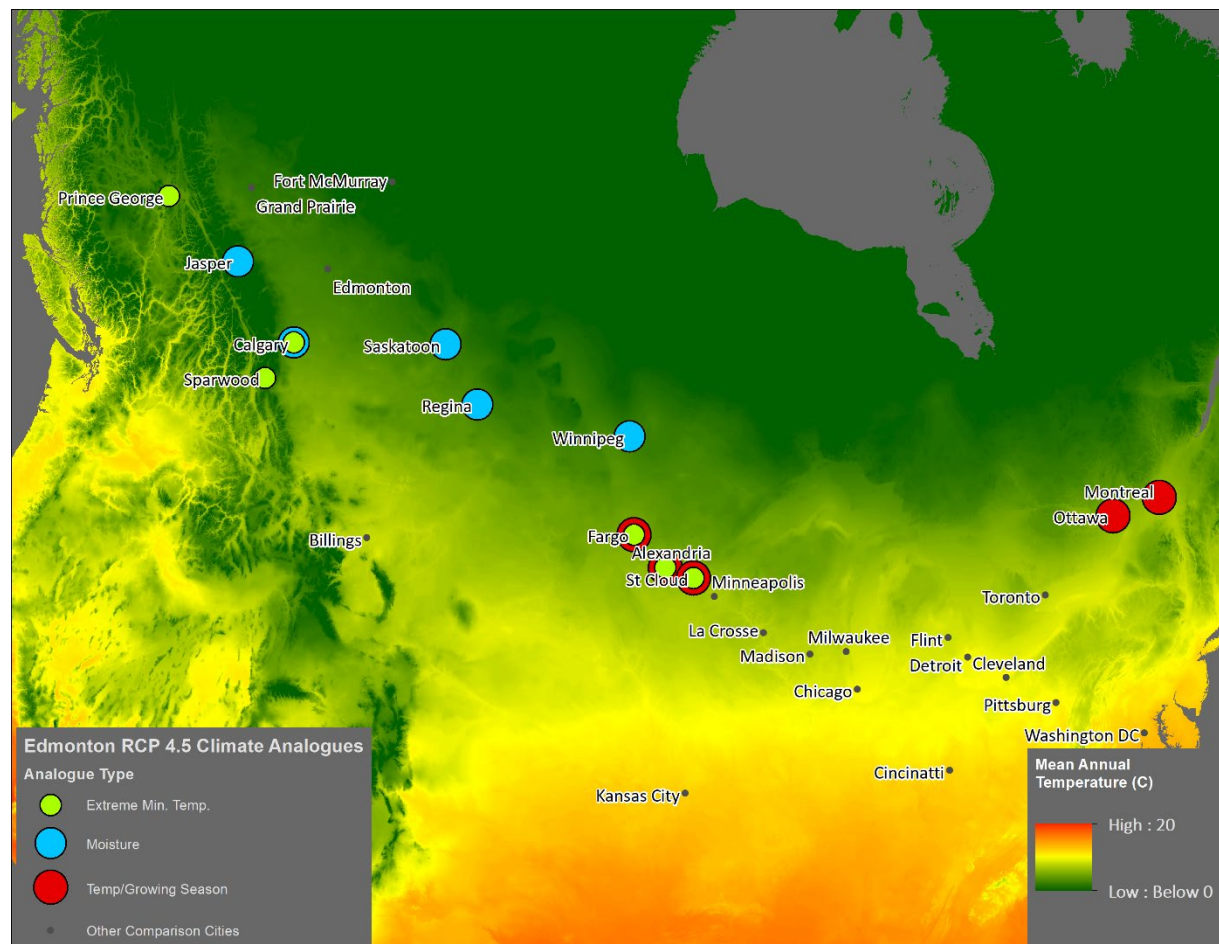 Fort McMurray
Prince George
Grand Prairie
Jasper
Edmonton
Calgary
Saskatoon
Sparwood
Regina
Winnipeg
Montreal
Ottawa
Fargo
Billings
Alexandria
St Cloud
Minneapolis
Toronto
La Crosse
Milwaukee
Flint
Madison
Detroit
Cleveland
Chicago
Pittsburg
Washington DC
Cincinatti
Kansas City
Edmonton RCP 4.5 Climate Analogues
Analogue Type
Extreme Min. Temp.
Moisture
Temp/Growing Season
Other Comparison Cities
Mean Annual
Temperature (C)
High : 20
Low : Below 0